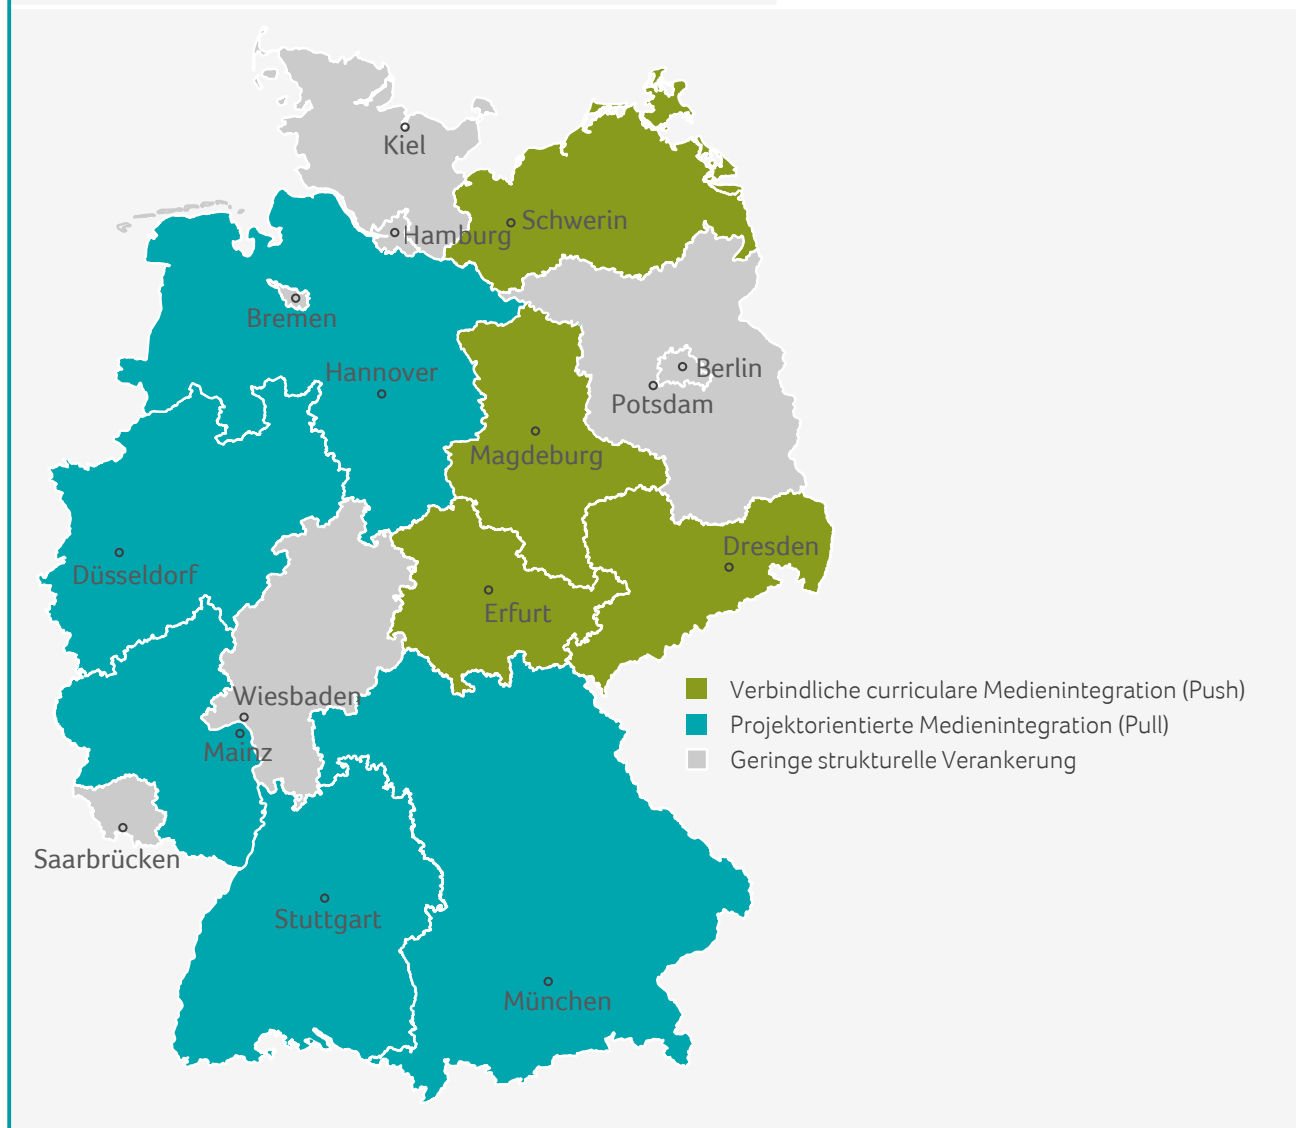 Kiel
Schwerin
Hamburg
Bremen
Hannover
Berlin
Potsdam
Magdeburg
Dresden
Düsseldorf
Erfurt
Wiesbaden
Mainz
Verbindliche curriculare Medienintegration (Push)
Projektorientierte Medienintegration (Pull)
Geringe strukturelle Verankerung
Saarbrücken
Stuttgart
München